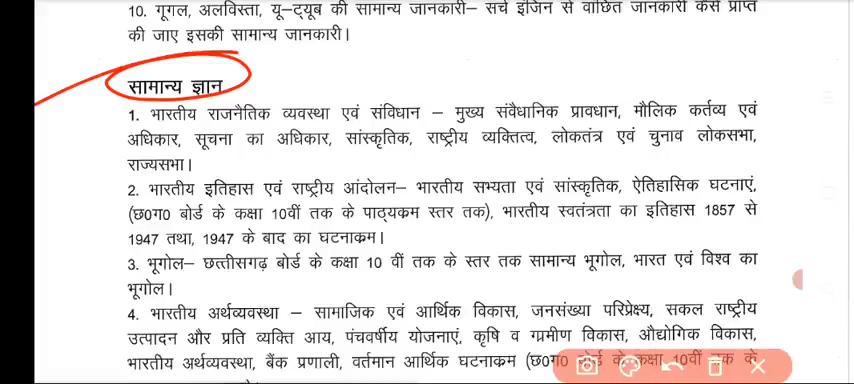 10. गूगल, अलविस्ता, यू–ट्यूब की सामान्य जानकारी– सर्च इंजिन से वांछित जानकारी कैसे प्राप्त
की जाए इसकी सामान्य जानकारी।
सामान्य ज्ञान
1. भारतीय राजनैतिक व्यवस्था एवं संविधान – मुख्य संवैधानिक प्रावधान, मौलिक कर्तव्य एवं
अधिकार, सूचना का अधिकार, सांस्कृतिक, राष्ट्रीय व्यक्तित्व, लोकतंत्र एवं चुनाव लोकसभा,
राज्यसभा।
2. भारतीय इतिहास एवं राष्ट्रीय आंदोलन– भारतीय सभ्यता एवं सांस्कृतिक, ऐतिहासिक घटनाएं,
(छ0ग0 बोर्ड के कक्षा 10वीं तक के पाठ्यक्रम स्तर तक), भारतीय स्वतंत्रता का इतिहास 1857 से
1947 तथा, 1947 के बाद का घटनाक्रम।
3. भूगोल– छत्तीसगढ़ बोर्ड के कक्षा 10 वीं तक के स्तर तक सामान्य भूगोल, भारत एवं विश्व का
भूगोल।
4. भारतीय अर्थव्यवस्था – सामाजिक एवं आर्थिक विकास, जनसंख्या परिप्रेक्ष्य, सकल राष्ट्रीय
उत्पादन और प्रति व्यक्ति आय, पंचवर्षीय योजनाएं, कृषि व ग्रामीण विकास, औद्योगिक विकास,
भारतीय अर्थव्यवस्था, बैंक प्रणाली, वर्तमान आर्थिक घटनाक्रम (छ0ग0 बोर्ड के कक्षा 10वीं तक के